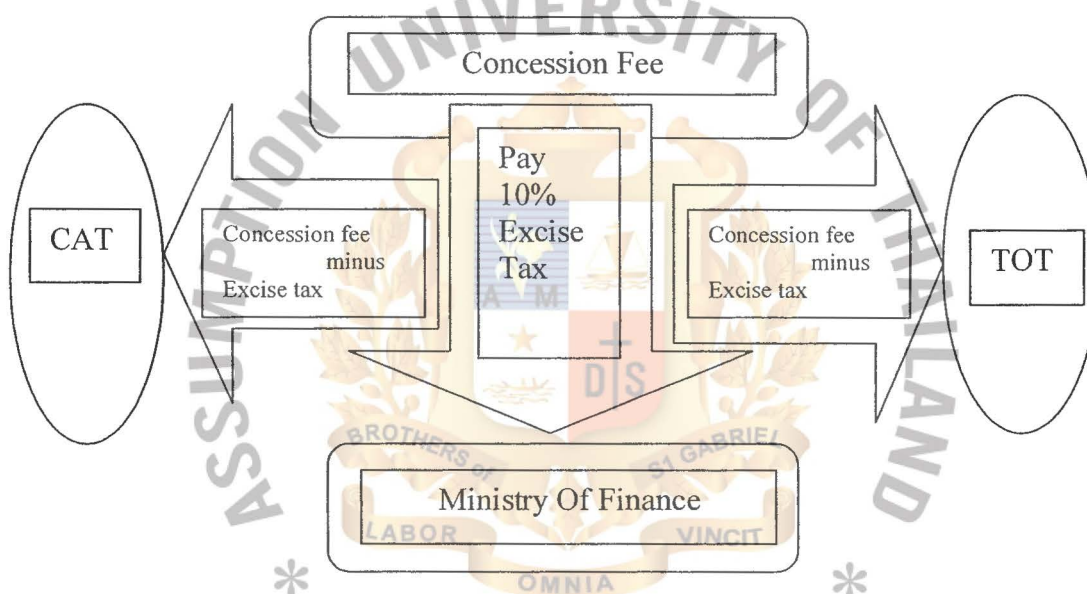 ASSUMPTION UNIVERSITY OF THAILAND
Concession Fee
Pay
10%
Excise
Tax
CAT
Concession fee
minus
Excise tax
Concession fee
minus
Excise tax
TOT
A M
D S
BROTHERS of
S1 GABRIEL
Ministry Of Finance
LABOR
VINCIT
OMNIA
* *